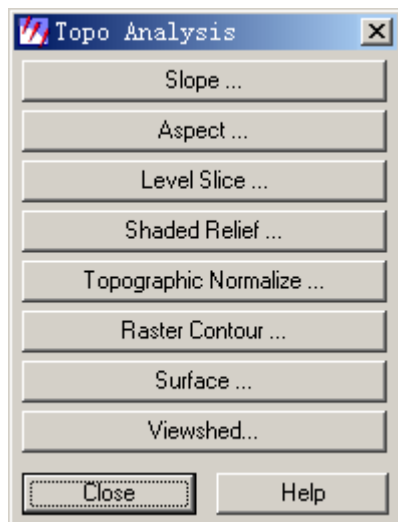 Topo Analysis
Slope ...
Aspect ...
Level Slice ...
Shaded Relief ...
Topographic Normalize ...
Raster Contour ...
Surface ...
Viewshed...
Close Help